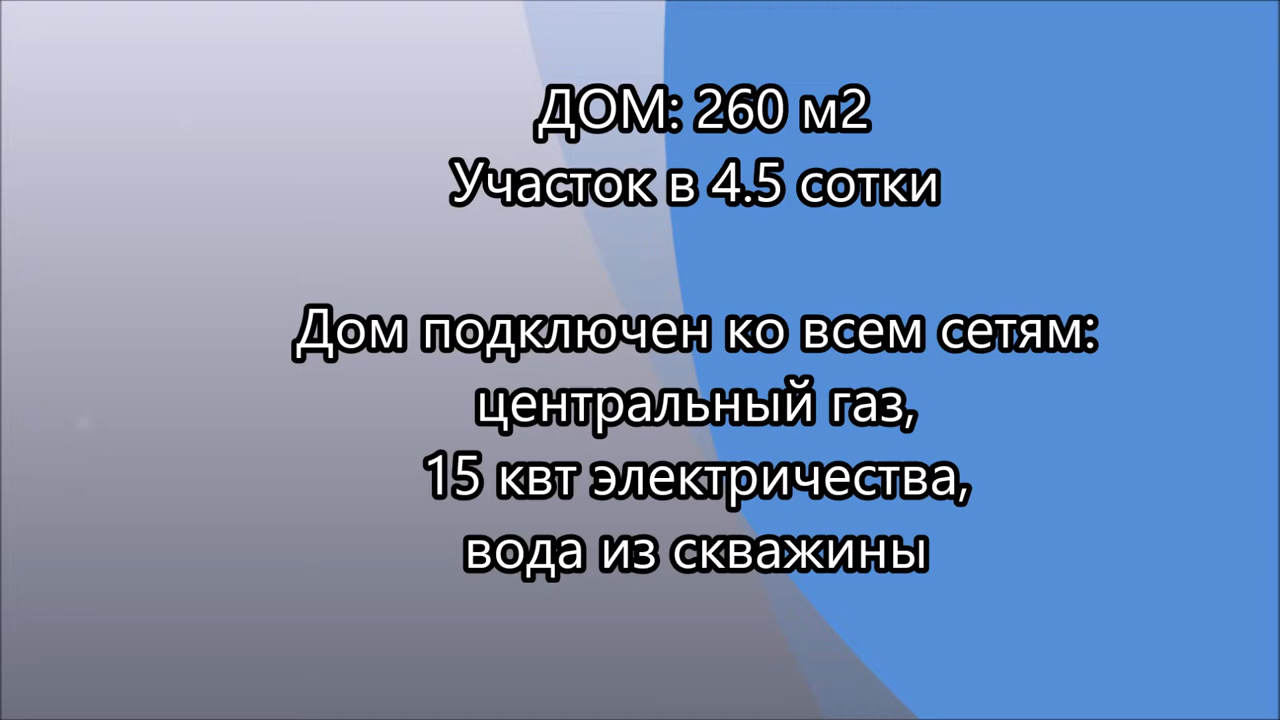 ДОМ: 260 м2
Участок в 4.5 сотки
Дом подключен ко всем сетям:
центральный газ,
15 квт электричества,
вода из скважины